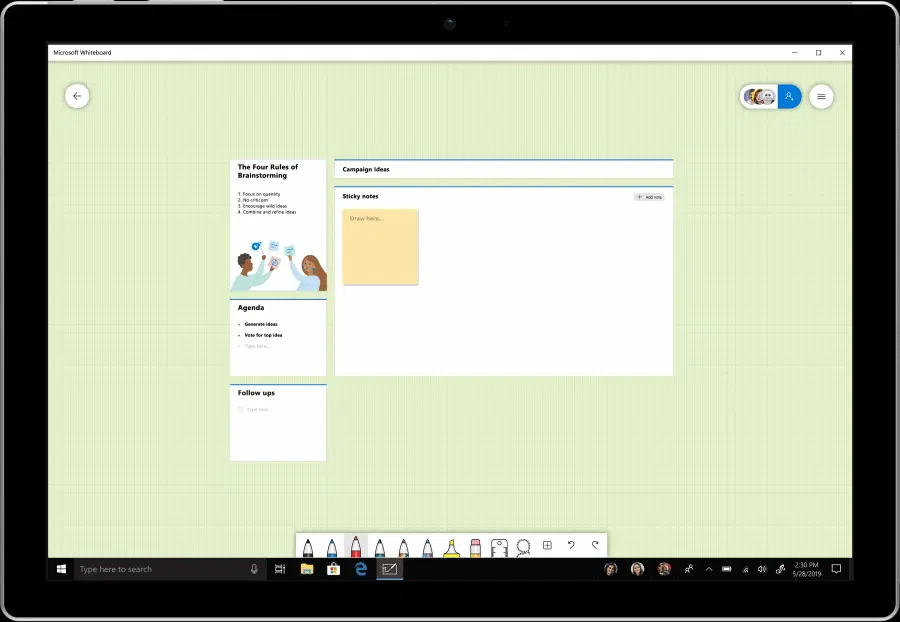 Microsoft Whiteboard
The Four Rules of
Brainstorming
1. Focus on quantity
2. No criticism
3. Encourage wild ideas
4. Combine and refine ideas
Campaign ideas
Sticky notes
Add note
Draw here...
Agenda
Generate ideas
Vote for top idea
Type here...
Follow ups
Type here...
Type here to search
2:30 PM
5/28/2019